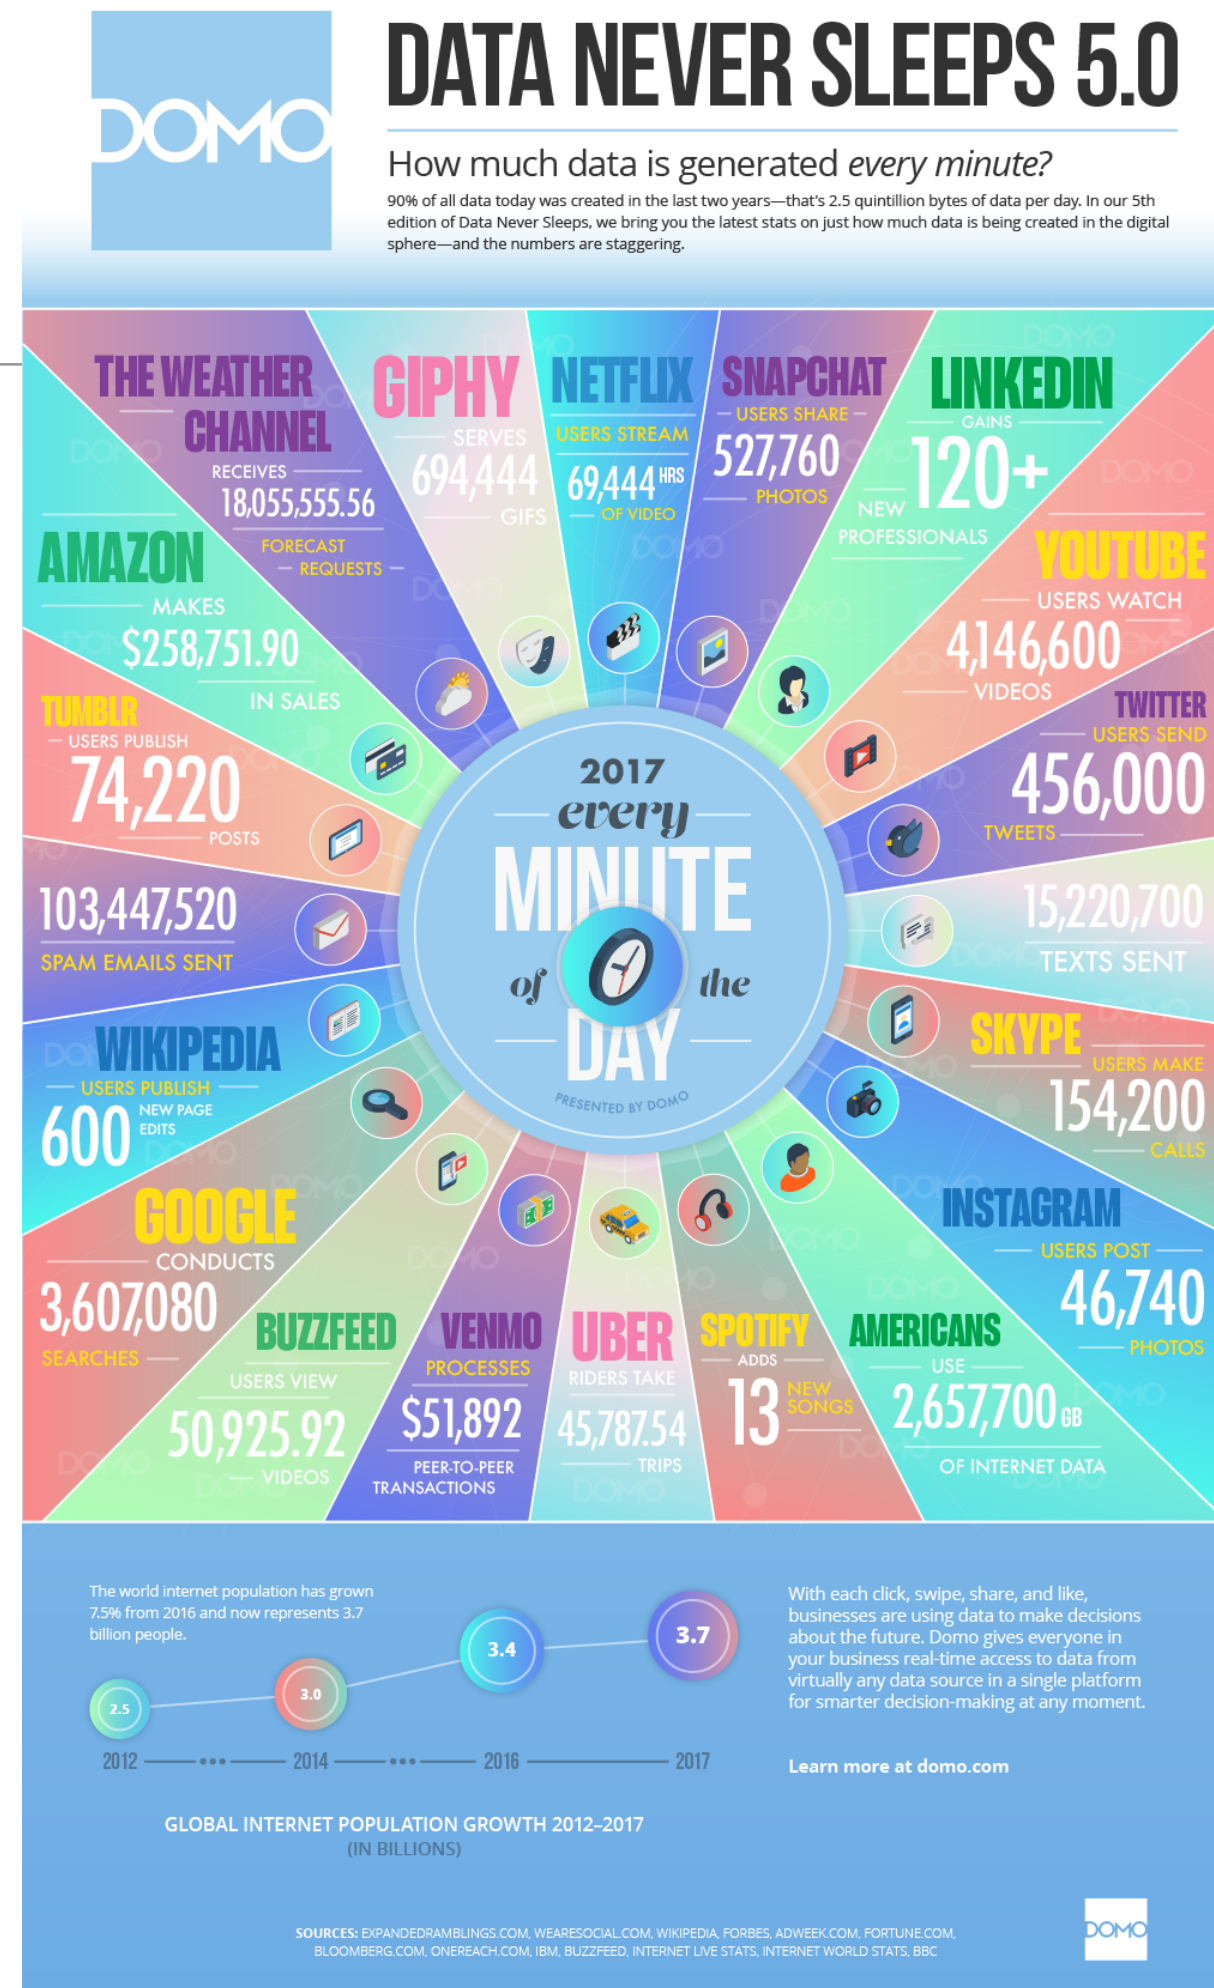 DOMO
DATA NEVER SLEEPS 5.0
How much data is generated every minute?
90% of all data today was created in the last two years—that's 2.5 quintillion bytes of data per day. In our 5th
edition of Data Never Sleeps, we bring you the latest stats on just how much data is being created in the digital
sphere—and the numbers are staggering.
THE WEATHER
CHANNEL
RECEIVES
18,055,555.56
FORECAST
REQUESTS
GIPHY
SERVES
694,444
GIFS
NETFLIX
USERS STREAM
69,444 HRS
OF VIDEO
SNAPCHAT
USERS SHARE
527,760
PHOTOS
LINKEDIN
GAINS
120+
NEW
PROFESSIONALS
AMAZON
MAKES
$258,751.90
IN SALES
YOUTUBE
USERS WATCH
4,146,600
VIDEOS
TUMBLR
USERS PUBLISH
74,220
POSTS
TWITTER
USERS SEND
456,000
TWEETS
103,447,520
SPAM EMAILS SENT
15,220,700
TEXTS SENT
2017
every
MINUTE
of the
DAY
PRESENTED BY DOMO
WIKIPEDIA
USERS PUBLISH
600 NEW PAGE
EDITS
SKYPE
USERS MAKE
154,200
CALLS
GOOGLE
CONDUCTS
3,607,080
SEARCHES
INSTAGRAM
USERS POST
46,740
PHOTOS
BUZZFEED
USERS VIEW
50,925.92
VIDEOS
VENMO
PROCESSES
$51,892
PEER-TO-PEER
TRANSACTIONS
UBER
RIDERS TAKE
45,787.54
TRIPS
SPOTIFY
ADDS
13 NEW
SONGS
AMERICANS
USE
2,657,700 GB
OF INTERNET DATA
The world internet population has grown
7.5% from 2016 and now represents 3.7
billion people.
2.5
3.0
3.4
3.7
2012
2014
2016
2017
GLOBAL INTERNET POPULATION GROWTH 2012–2017
(IN BILLIONS)
With each click, swipe, share, and like,
businesses are using data to make decisions
about the future. Domo gives everyone in
your business real-time access to data from
virtually any data source in a single platform
for smarter decision-making at any moment.
Learn more at domo.com
SOURCES: EXPANDEDRAMBLINGS.COM, WEARESOCIAL.COM, WIKIPEDIA, FORBES, ADWEEK.COM, FORTUNE.COM,
BLOOMBERG.COM, ONEREACH.COM, IBM, BUZZFEED, INTERNET LIVE STATS, INTERNET WORLD STATS, BBC
DOMO